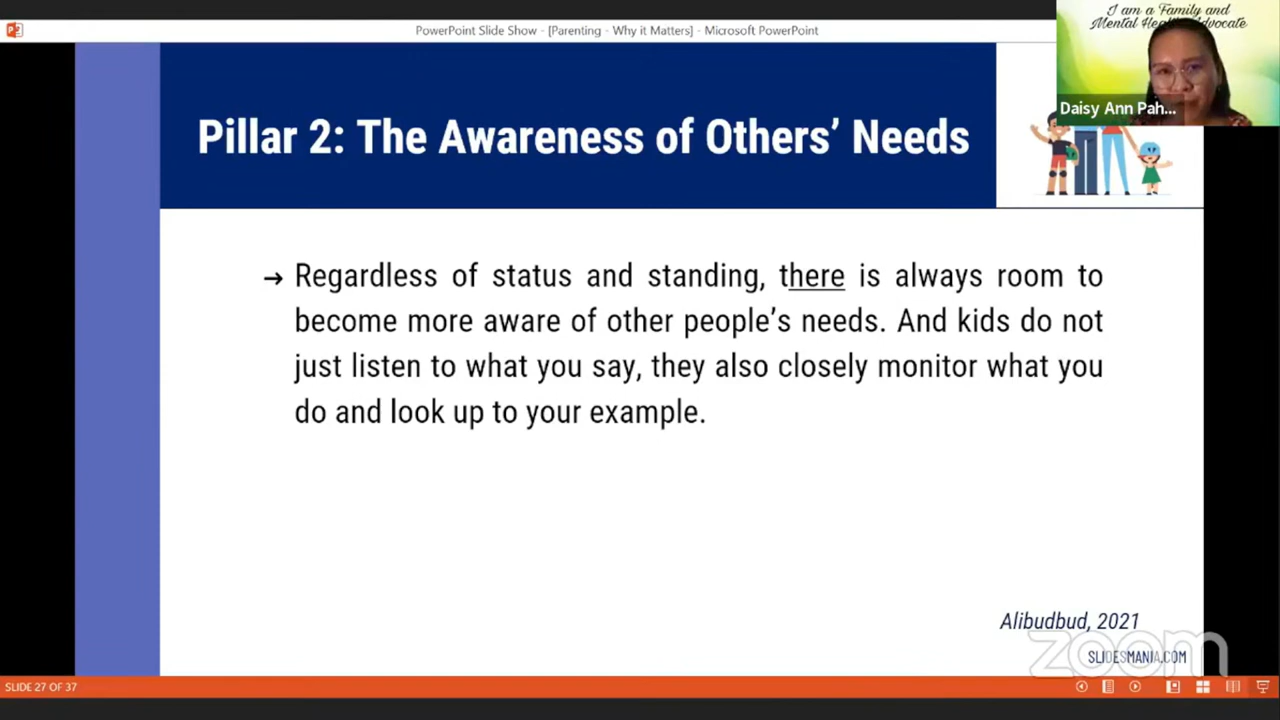 PowerPoint Slide Show - [Parenting - Why it Matters] - Microsoft PowerPoint
I am a Family and
Mental Health Advocate
Daisy Ann Pah...
Pillar 2: The Awareness of Others' Needs
→ Regardless of status and standing, there is always room to
become more aware of other people's needs. And kids do not
just listen to what you say, they also closely monitor what you
do and look up to your example.
Alibudbud, 2021
zoom
SLIDESMANIA.COM
SLIDE 27 OF 37